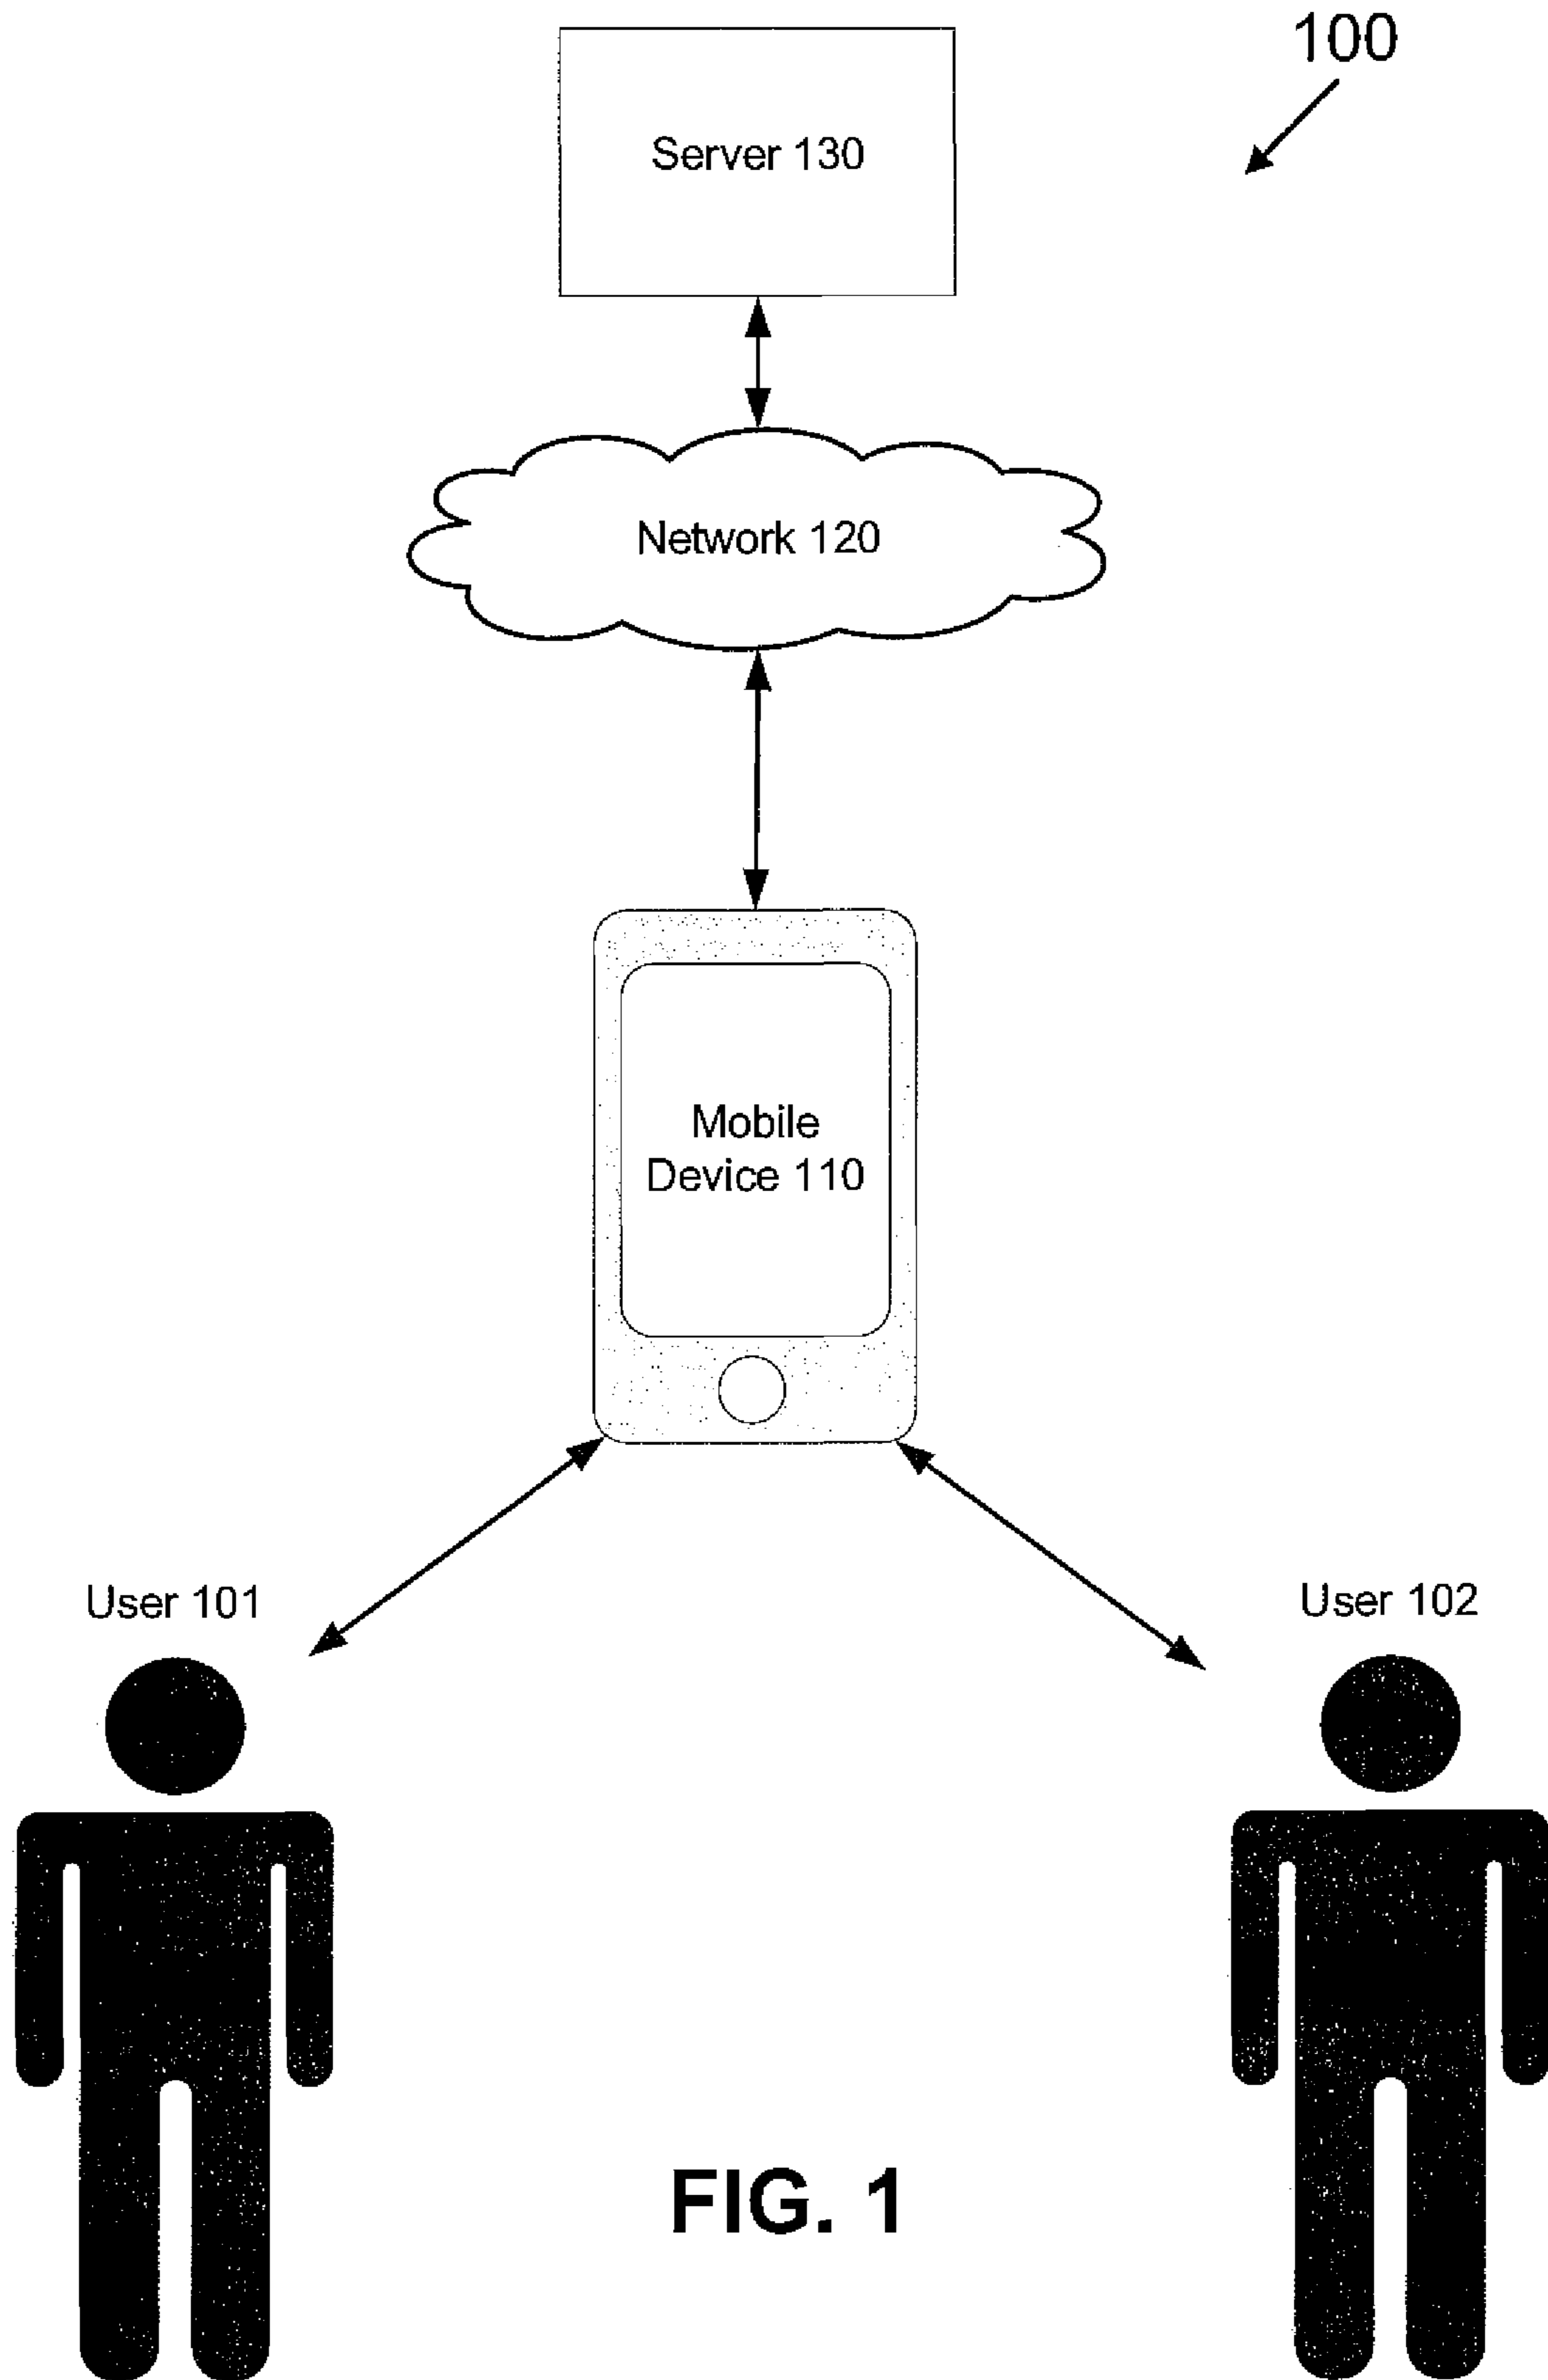 100
Server 130
Network 120
Mobile
Device 110
User 101
User 102
FIG. 1